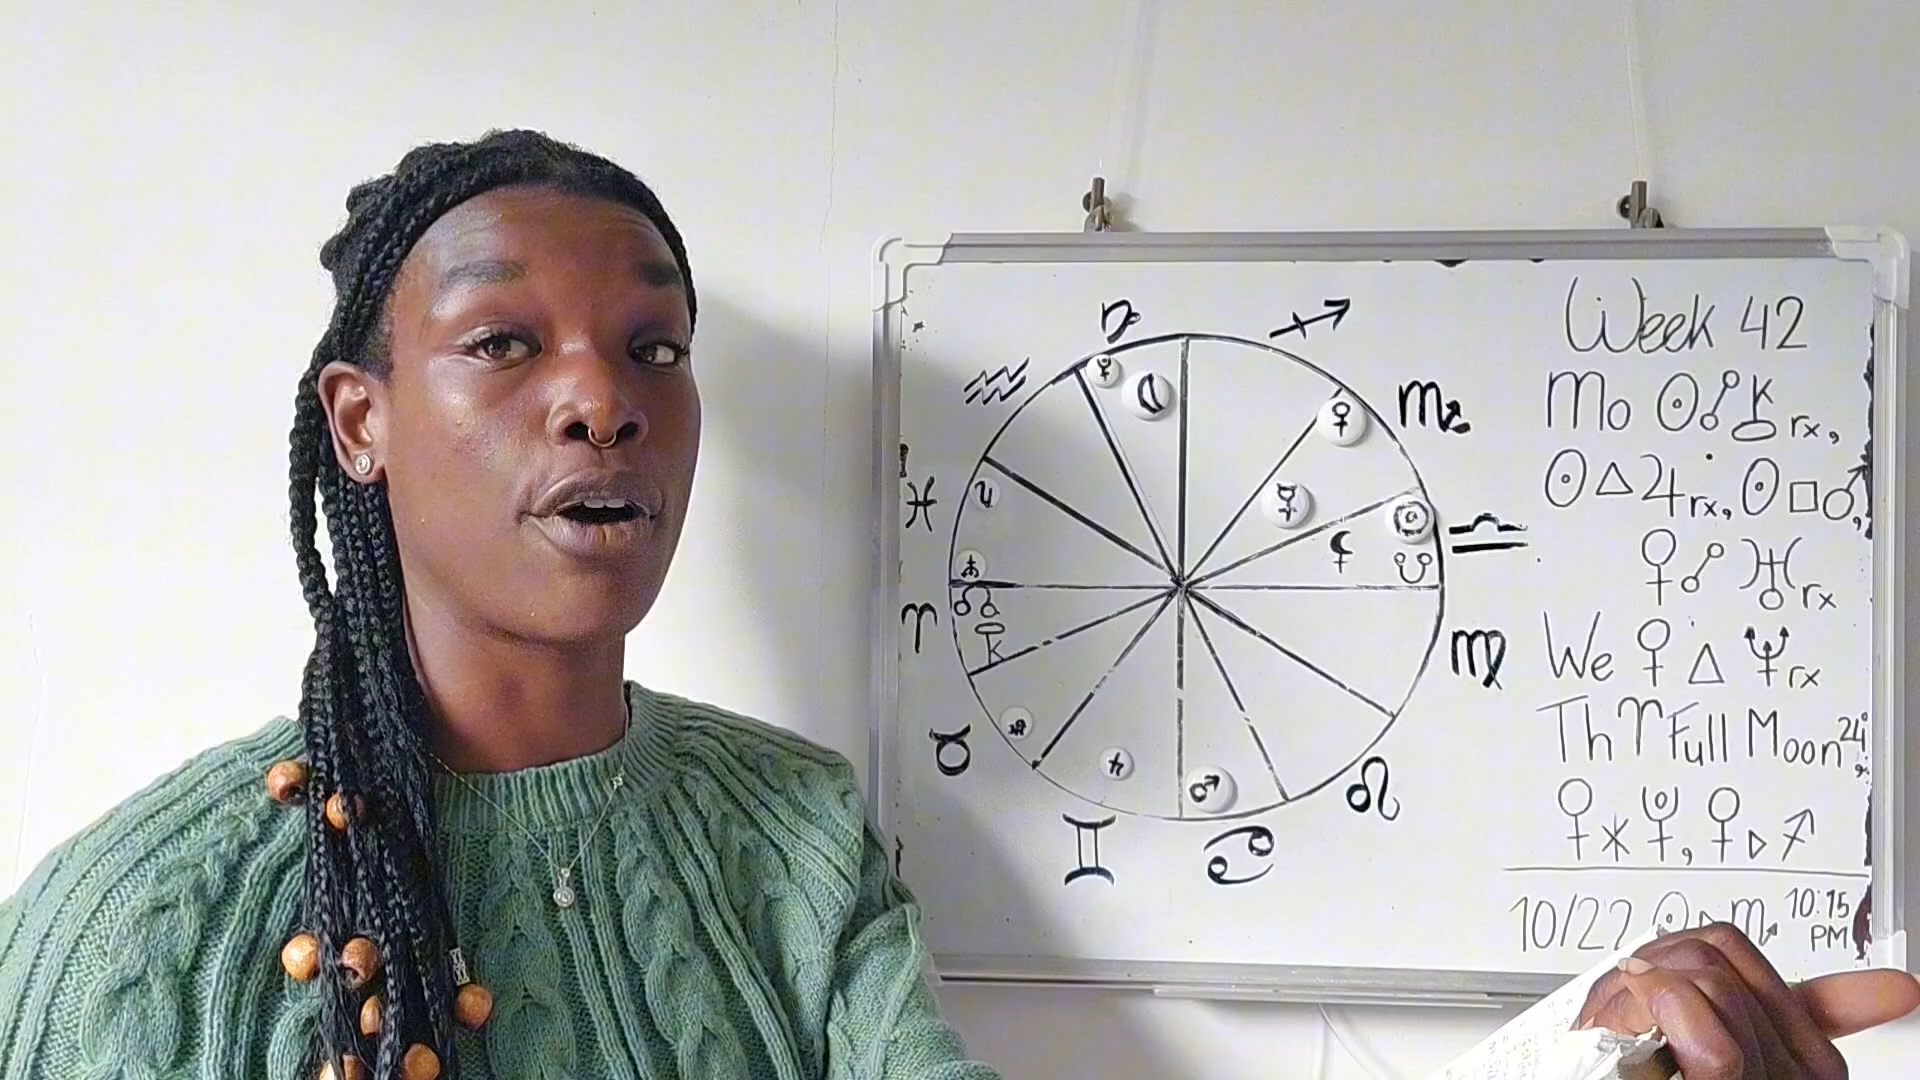 Week 42
Mo ☉☍⚷ rx,
☉△♃rx, ☉□♂,
♀☍♅rx
We ♀△♆rx
Th ♈ Full Moon 24°,
♀⚹⯓, ♀▷♐
10/22 ☉▷♏ 10:15 PM
♑
♐
♒
♏
♓
♎
♈
♍
♉
♌
♊
♋